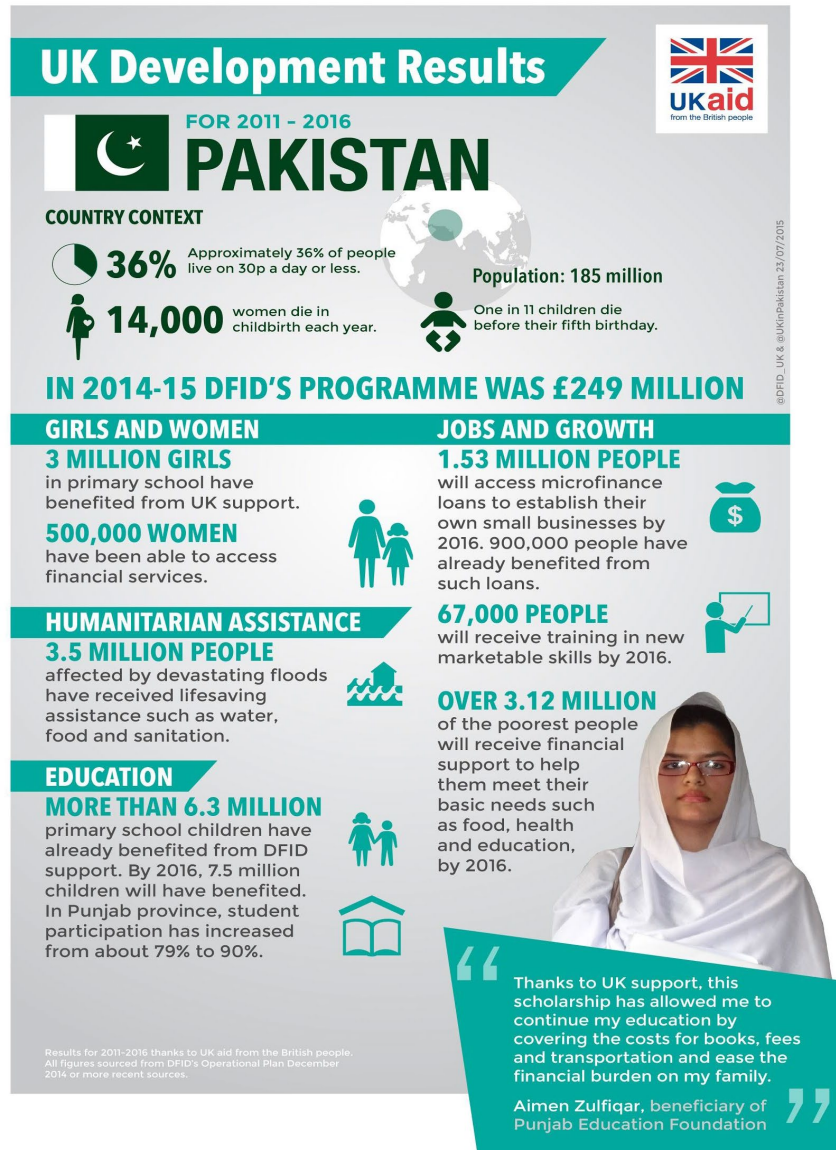 UK Development Results
UKaid
from the British people
FOR 2011 - 2016
PAKISTAN
COUNTRY CONTEXT
36%
Approximately 36% of people
live on 30p a day or less.
14,000
women die in
childbirth each year.
Population: 185 million
One in 11 children die
before their fifth birthday.
@DFID_UK & @UKinPakistan 23/07/2015
IN 2014-15 DFID'S PROGRAMME WAS £249 MILLION
GIRLS AND WOMEN
3 MILLION GIRLS
in primary school have
benefited from UK support.
500,000 WOMEN
have been able to access
financial services.
HUMANITARIAN ASSISTANCE
3.5 MILLION PEOPLE
affected by devastating floods
have received lifesaving
assistance such as water,
food and sanitation.
EDUCATION
MORE THAN 6.3 MILLION
primary school children have
already benefited from DFID
support. By 2016, 7.5 million
children will have benefited.
In Punjab province, student
participation has increased
from about 79% to 90%.
JOBS AND GROWTH
1.53 MILLION PEOPLE
will access microfinance
loans to establish their
own small businesses by
2016. 900,000 people have
already benefited from
such loans.
$
67,000 PEOPLE
will receive training in new
marketable skills by 2016.
OVER 3.12 MILLION
of the poorest people
will receive financial
support to help
them meet their
basic needs such
as food, health
and education,
by 2016.
“
Thanks to UK support, this
scholarship has allowed me to
continue my education by
covering the costs for books, fees
and transportation and ease the
financial burden on my family.
Aimen Zulfiqar, beneficiary of
Punjab Education Foundation
”
Results for 2011-2016 thanks to UK aid from the British people.
All figures sourced from DFID's Operational Plan December
2014 or more recent sources.